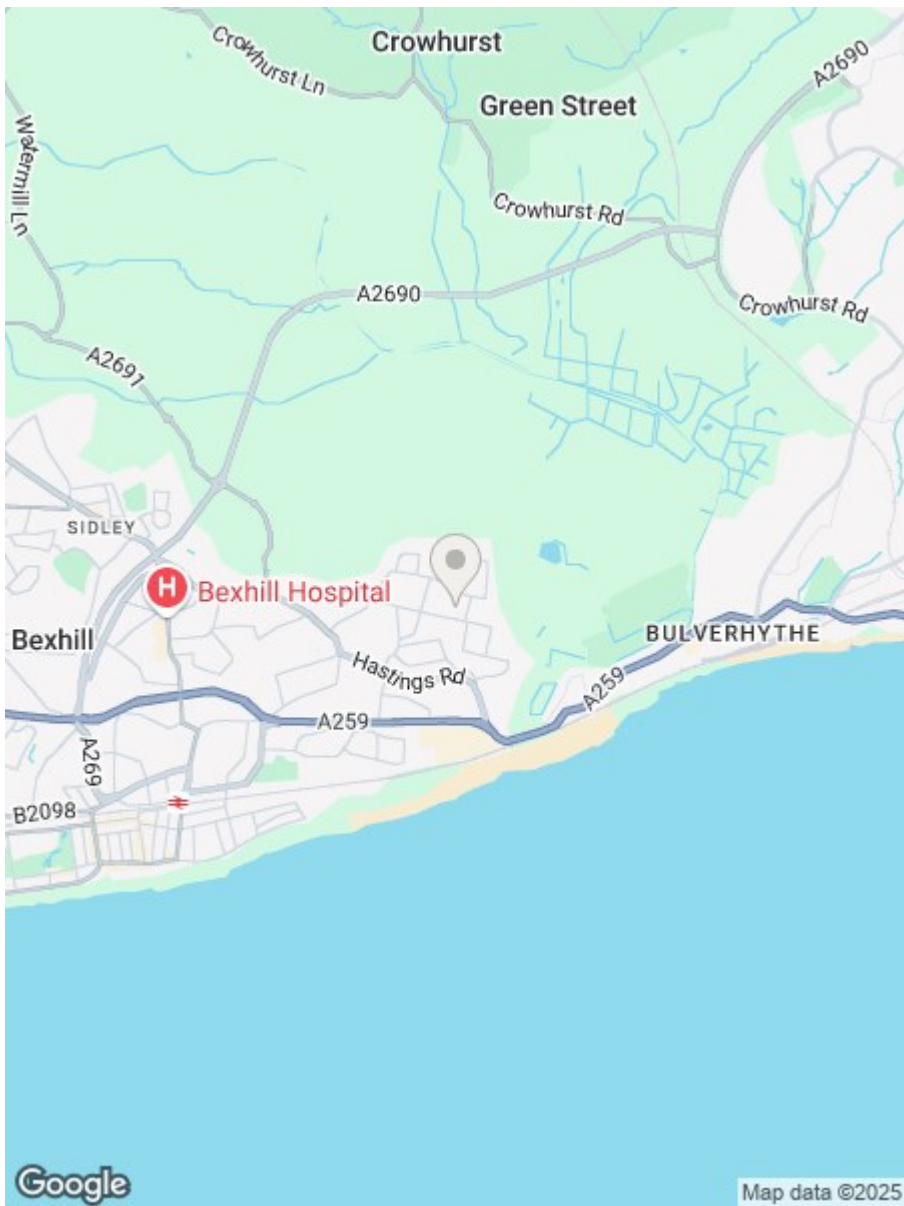 Crowhurst
Crowhurst Ln
A2690
Green Street
Watermill Ln
Crowhurst Rd
A2690
Crowhurst Rd
A2691
SIDLEY
H
Bexhill Hospital
Bexhill
BULVERHYTHE
Hastings Rd
A259
A259
A269
B2098
Google
Map data ©2025